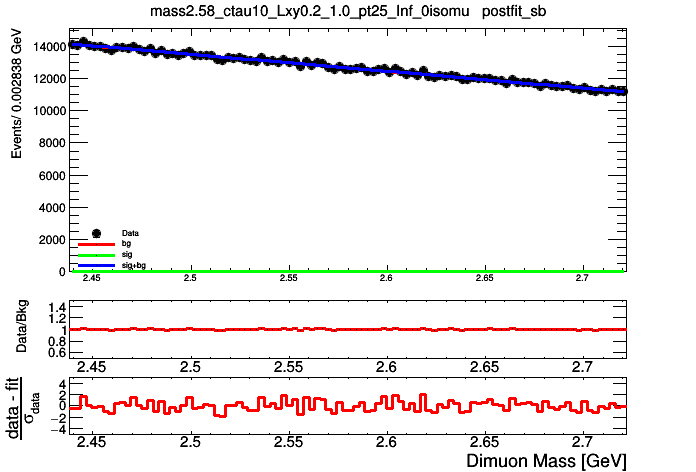 mass2.58_ctau10_Lxy0.2_1.0_pt25_Inf_0isomu postfit_sb
Events/ 0.002838 GeV
14000
12000
10000
8000
6000
4000
2000
0
Data
bg
sig
sig+bg
2.45 2.5 2.55 2.6 2.65 2.7
Data/Bkg
1.4
1.2
1
0.8
0.6
2.45 2.5 2.55 2.6 2.65 2.7
data - fit
σdata
4
2
0
−2
−4
2.45 2.5 2.55 2.6 2.65 2.7
Dimuon Mass [GeV]